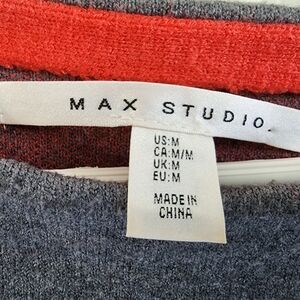 MAX STUDIO.
US:M
CA:M/M
UK:M
EU:M
MADE IN
CHINA